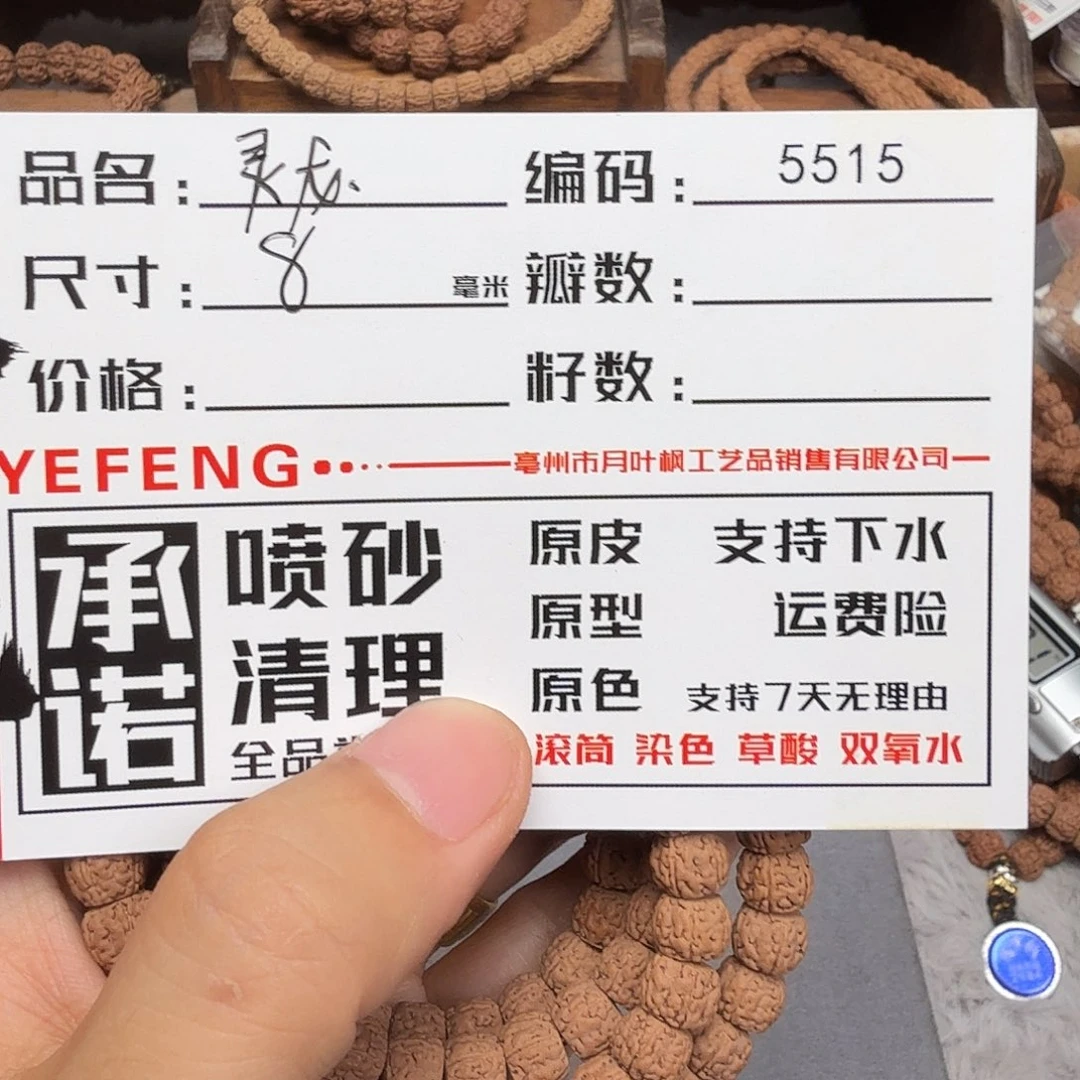 品名：灵龙 编码：5515
尺寸：8毫米 瓣数：
价格： 籽数：
YEFENG 亳州市月叶枫工艺品销售有限公司
承诺
喷砂
清理
全品
原皮 支持下水
原型 运费险
原色 支持7天无理由
滚筒 染色 草酸 双氧水